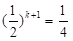 (1/2)^{k+1} = 1/4